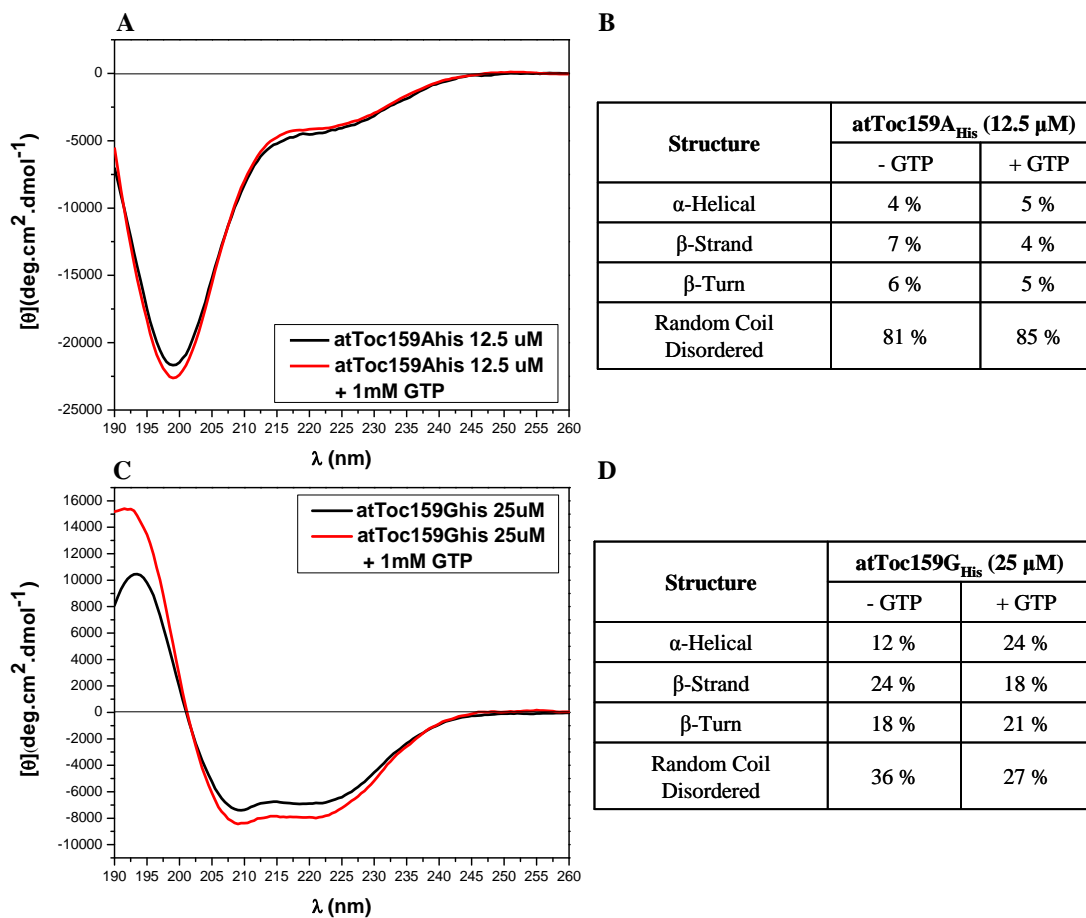 A
0
-5000
-10000
-15000
-20000
-25000
[θ](deg.cm².dmol⁻¹)
atToc159Ahis 12.5 uM
atToc159Ahis 12.5 uM
+ 1mM GTP
190 195 200 205 210 215 220 225 230 235 240 245 250 255 260
λ (nm)
B
Structure
atToc159A_His (12.5 μM)
- GTP + GTP
α-Helical 4 % 5 %
β-Strand 7 % 4 %
β-Turn 6 % 5 %
Random Coil
Disordered
81 % 85 %
C
16000
14000
12000
10000
8000
6000
4000
2000
0
-2000
-4000
-6000
-8000
-10000
[θ](deg.cm².dmol⁻¹)
atToc159Ghis 25uM
atToc159Ghis 25uM
+ 1mM GTP
190 195 200 205 210 215 220 225 230 235 240 245 250 255 260
λ (nm)
D
Structure
atToc159G_His (25 μM)
- GTP + GTP
α-Helical 12 % 24 %
β-Strand 24 % 18 %
β-Turn 18 % 21 %
Random Coil
Disordered
36 % 27 %